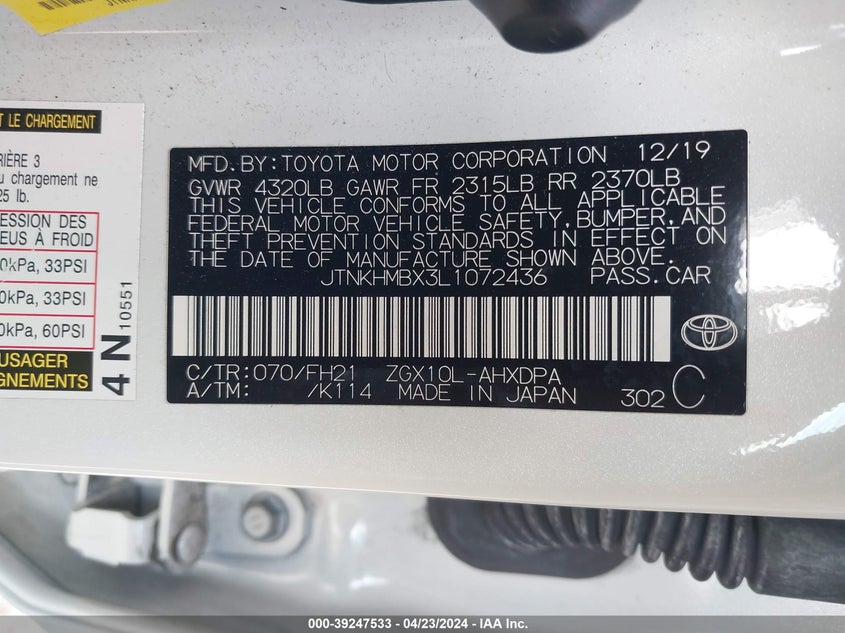 T LE CHARGEMENT
IÈRE 3
u chargement ne
25 lb.
ESSION DES
EUS À FROID
0kPa, 33PSI
0kPa, 33PSI
0kPa, 60PSI
USAGER
GNEMENTS
4 N 10551
MFD. BY: TOYOTA MOTOR CORPORATION 12/19
GVWR 4320LB GAWR FR 2315LB RR 2370LB
THIS VEHICLE CONFORMS TO ALL APPLICABLE
FEDERAL MOTOR VEHICLE SAFETY, BUMPER, AND
THEFT PREVENTION STANDARDS IN EFFECT ON
THE DATE OF MANUFACTURE SHOWN ABOVE.
JTNKHMBX3L1072436 PASS.CAR
C/TR: 070/FH21 ZGX10L-AHXDPA
A/TM: /K114 MADE IN JAPAN 302 C
000-39247533 - 04/23/2024 - IAA Inc.